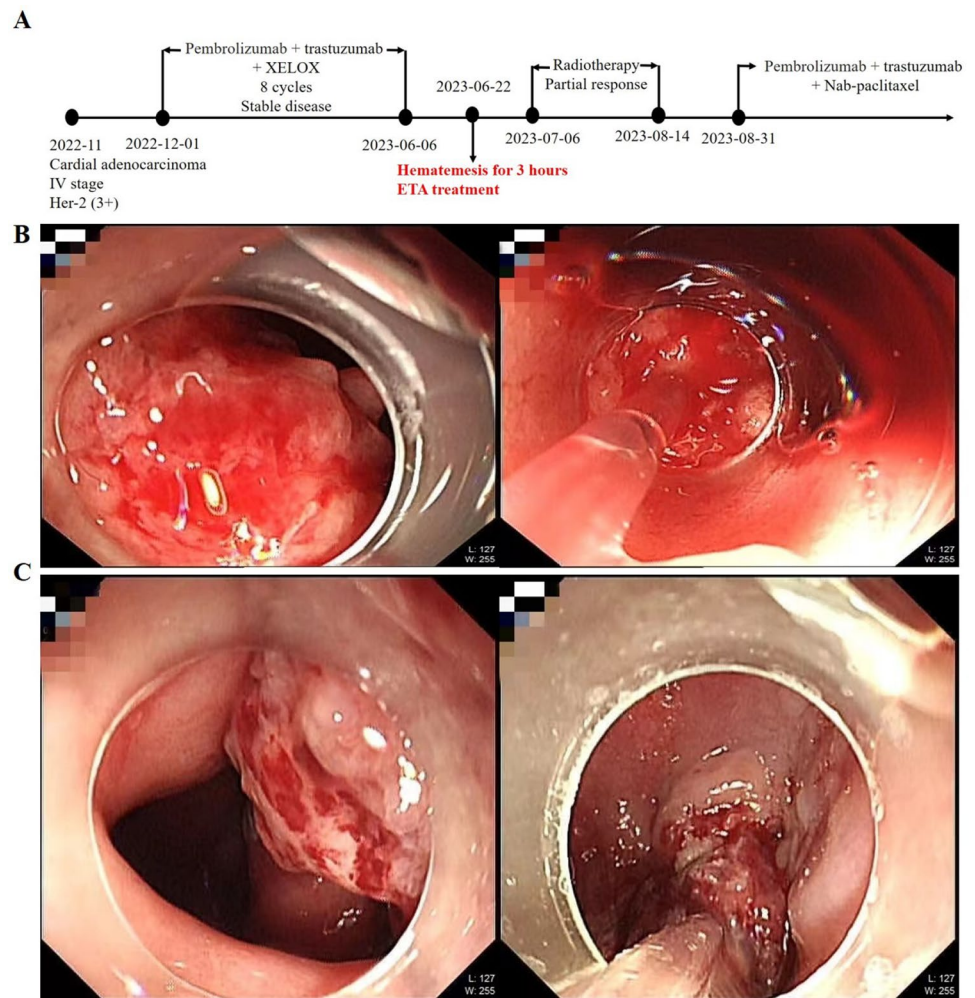 A
Pembrolizumab + trastuzumab
+ XELOX
8 cycles
Stable disease
2023-06-22
Radiotherapy
Partial response
Pembrolizumab + trastuzumab
+ Nab-paclitaxel
2022-11
Cardial adenocarcinoma
IV stage
Her-2 (3+)
2022-12-01
2023-06-06
Hematemesis for 3 hours
ETA treatment
2023-07-06
2023-08-14
2023-08-31
B
L: 127
W: 255
L: 127
W: 255
C
L: 127
W: 255
L: 127
W: 255